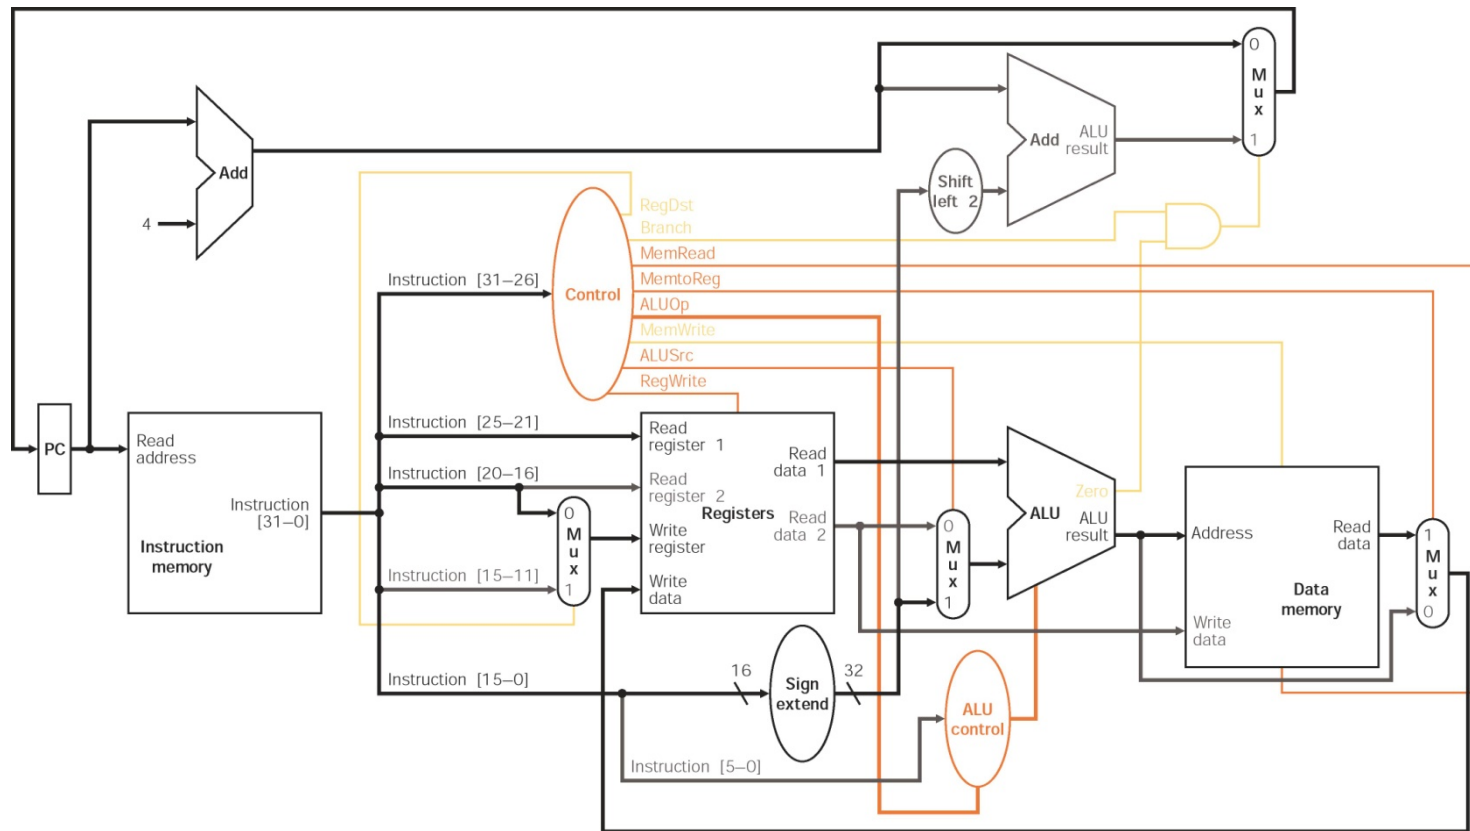 0
M
u
x
1
Add
ALU
result
Add
4
Shift
left 2
RegDst
Branch
MemRead
MemtoReg
ALUOp
MemWrite
ALUSrc
RegWrite
Control
Instruction [31–26]
Instruction [25–21]
Instruction [20–16]
Instruction [15–11]
Instruction [15–0]
Instruction [5–0]
PC
Read
address
Instruction
[31–0]
Instruction
memory
0
M
u
x
1
Read
register 1
Read
register 2
Write
register
Write
data
Registers
Read
data 1
Read
data 2
0
M
u
x
1
Zero
ALU
ALU
result
Address
Read
data
Data
memory
Write
data
1
M
u
x
0
16
Sign
extend
32
ALU
control